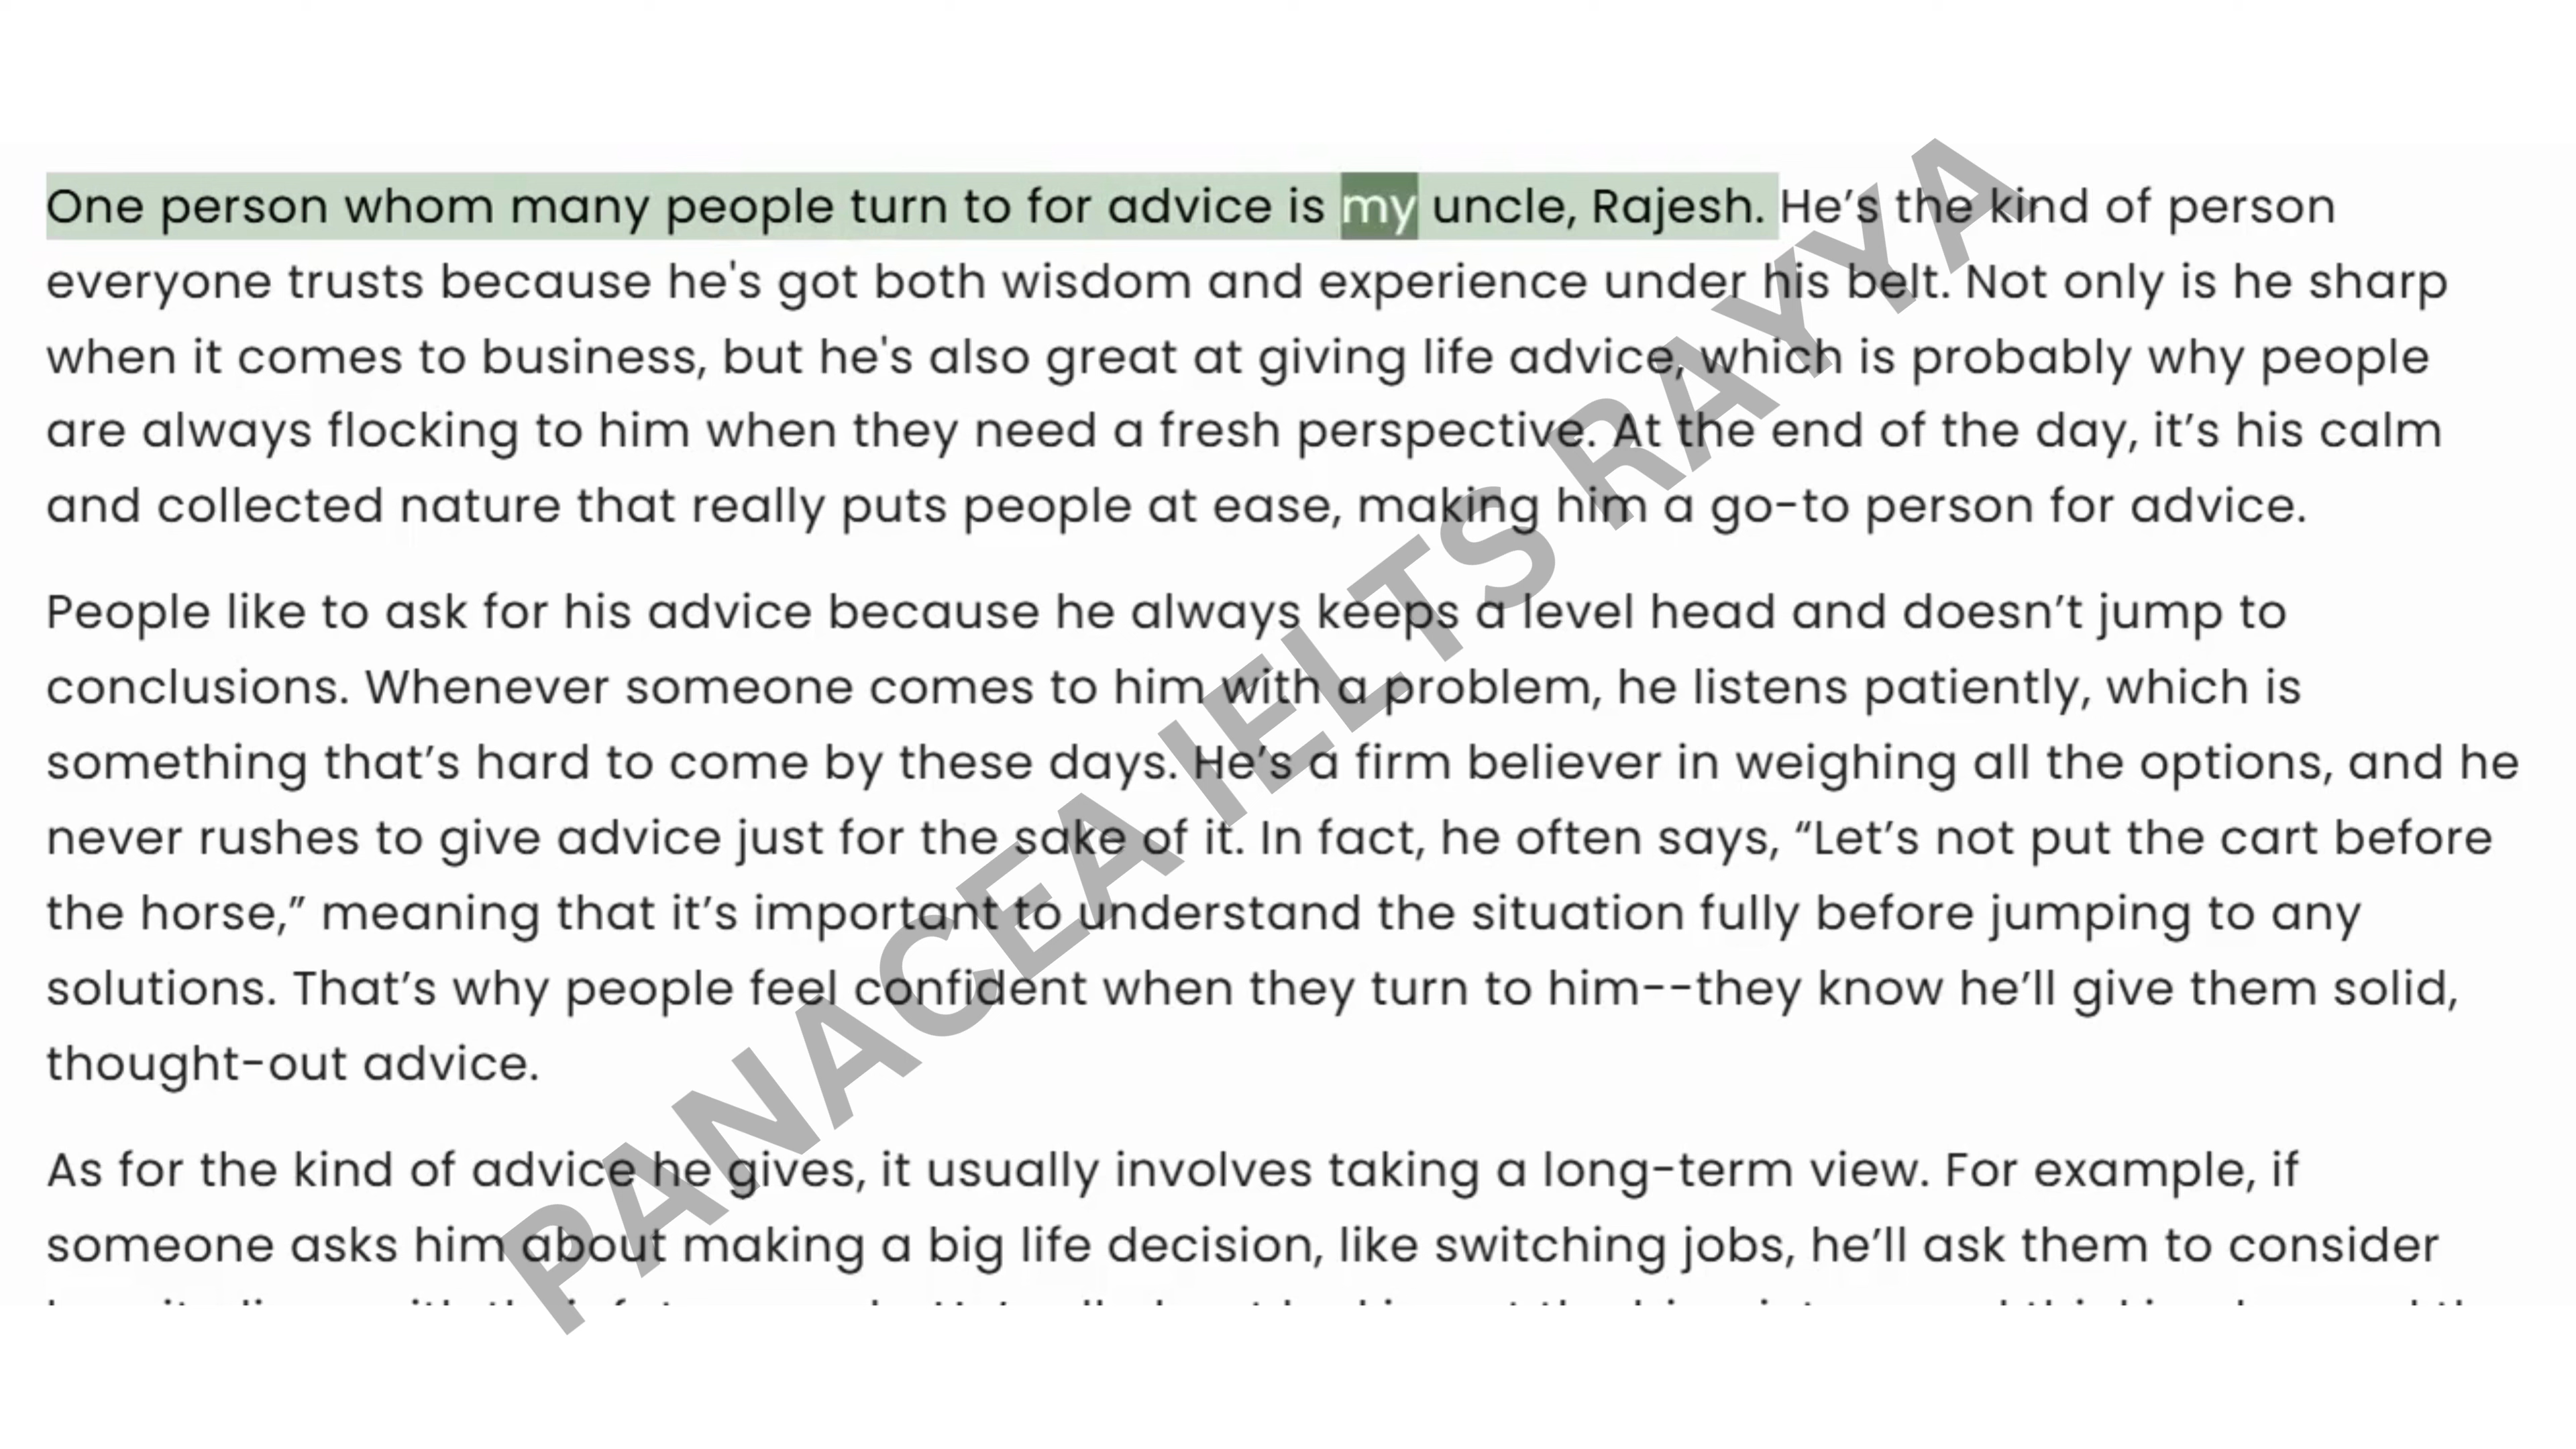 One person whom many people turn to for advice is my uncle, Rajesh. He’s the kind of person
everyone trusts because he's got both wisdom and experience under his belt. Not only is he sharp
when it comes to business, but he's also great at giving life advice, which is probably why people
are always flocking to him when they need a fresh perspective. At the end of the day, it’s his calm
and collected nature that really puts people at ease, making him a go-to person for advice.
People like to ask for his advice because he always keeps a level head and doesn’t jump to
conclusions. Whenever someone comes to him with a problem, he listens patiently, which is
something that’s hard to come by these days. He’s a firm believer in weighing all the options, and he
never rushes to give advice just for the sake of it. In fact, he often says, “Let’s not put the cart before
the horse,” meaning that it’s important to understand the situation fully before jumping to any
solutions. That’s why people feel confident when they turn to him--they know he’ll give them solid,
thought-out advice.
As for the kind of advice he gives, it usually involves taking a long-term view. For example, if
someone asks him about making a big life decision, like switching jobs, he’ll ask them to consider
PANACEA IELTS RAYYA